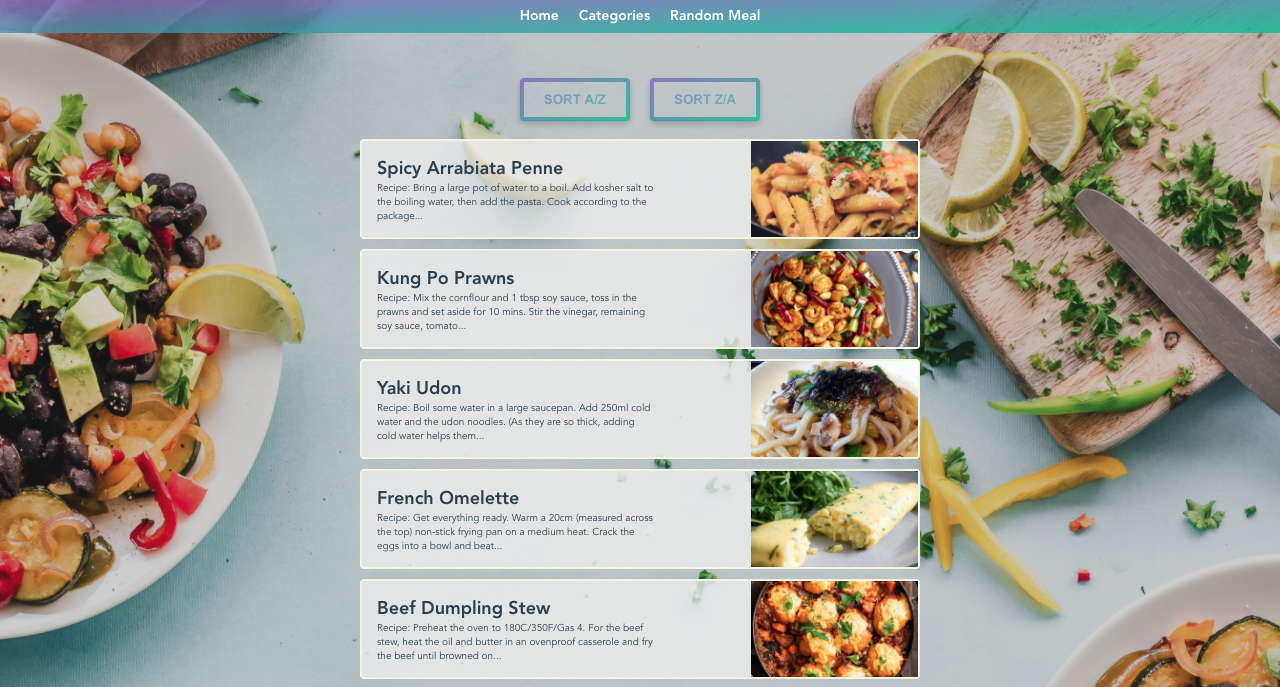 Home Categories Random Meal
SORT A/Z SORT Z/A
Spicy Arrabiata Penne
Recipe: Bring a large pot of water to a boil. Add kosher salt to
the boiling water, then add the pasta. Cook according to the
package...
Kung Po Prawns
Recipe: Mix the cornflour and 1 tbsp soy sauce, toss in the
prawns and set aside for 10 mins. Stir the vinegar, remaining
soy sauce, tomato...
Yaki Udon
Recipe: Boil some water in a large saucepan. Add 250ml cold
water and the udon noodles. (As they are so thick, adding
cold water helps them...
French Omelette
Recipe: Get everything ready. Warm a 20cm (measured across
the top) non-stick frying pan on a medium heat. Crack the
eggs into a bowl and beat...
Beef Dumpling Stew
Recipe: Preheat the oven to 180C/350F/Gas 4. For the beef
stew, heat the oil and butter in an ovenproof casserole and fry
the beef until browned on...